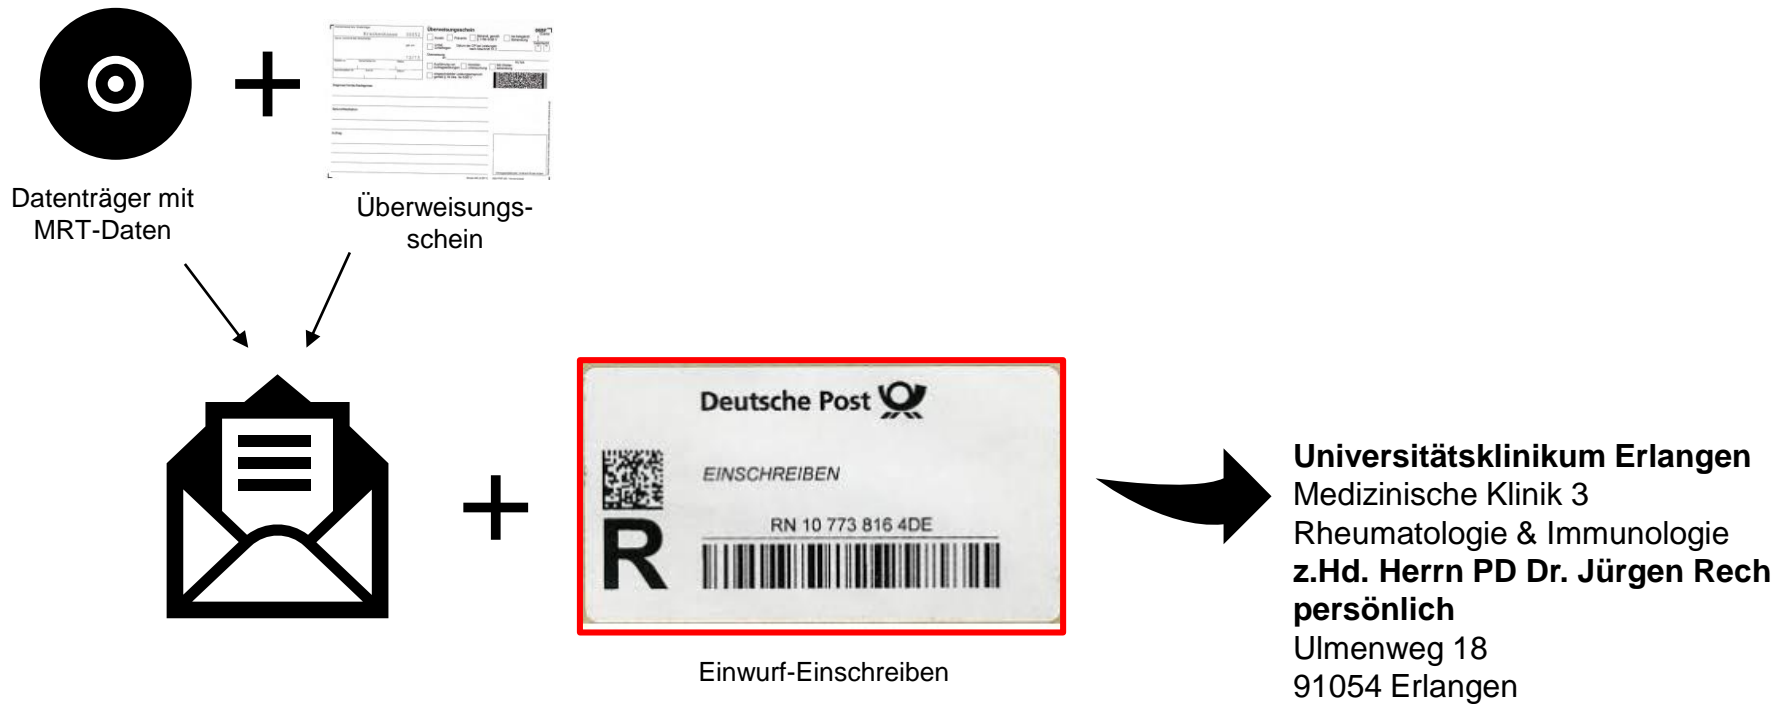 Überweisungsschein
Datenträger mit
MRT-Daten
Überweisungs-
schein
Deutsche Post
EINSCHREIBEN
RN 10 773 816 4DE
R
Einwurf-Einschreiben
Universitätsklinikum Erlangen
Medizinische Klinik 3
Rheumatologie & Immunologie
z.Hd. Herrn PD Dr. Jürgen Rech
persönlich
Ulmenweg 18
91054 Erlangen